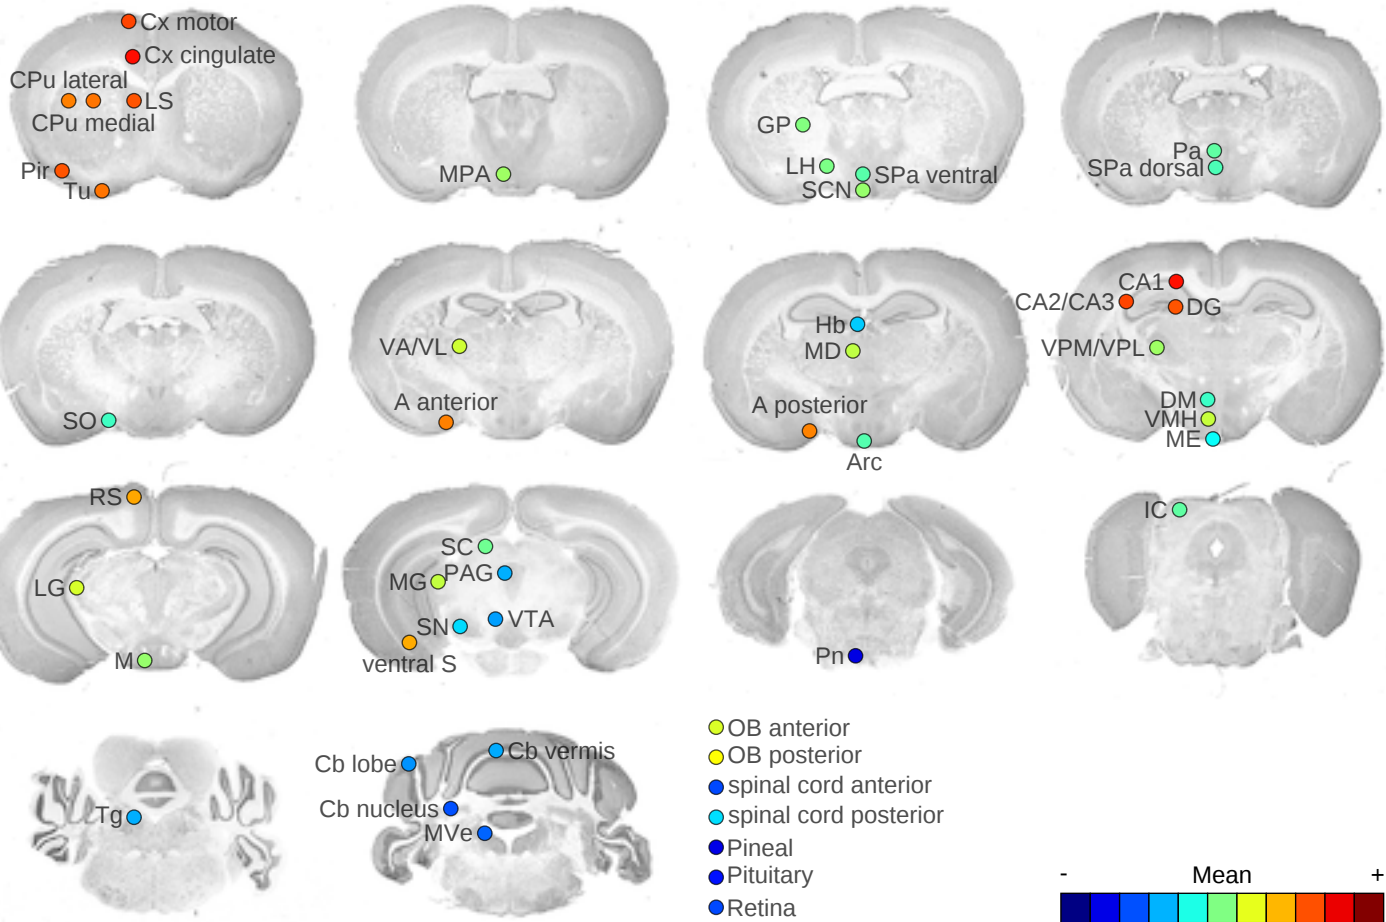 Cx motor
Cx cingulate
CPu lateral
LS
CPu medial
Pir
Tu
MPA
GP
LH
SPa ventral
SCN
Pa
SPa dorsal
SO
VA/VL
A anterior
Hb
MD
A posterior
Arc
CA1
CA2/CA3
DG
VPM/VPL
DM
VMH
ME
RS
LG
M
SC
PAG
MG
SN
VTA
ventral S
Pn
IC
Tg
Cb lobe
Cb vermis
Cb nucleus
MVe
OB anterior
OB posterior
spinal cord anterior
spinal cord posterior
Pineal
Pituitary
Retina
- Mean +